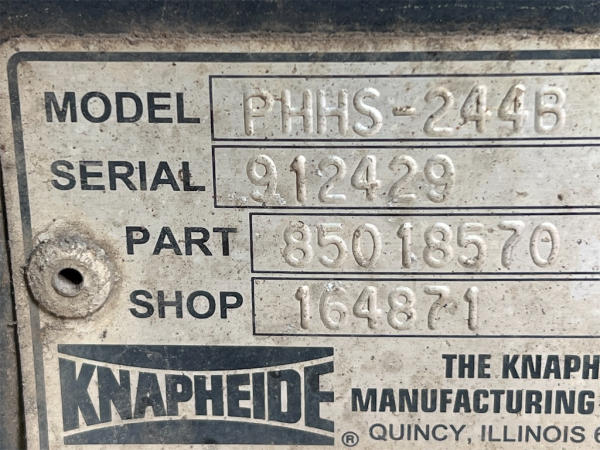 MODEL PHHS-244B
SERIAL 912429
PART 85018570
SHOP 164871
KNAPHEIDE ®
THE KNAPH
MANUFACTURING
QUINCY, ILLINOIS 6